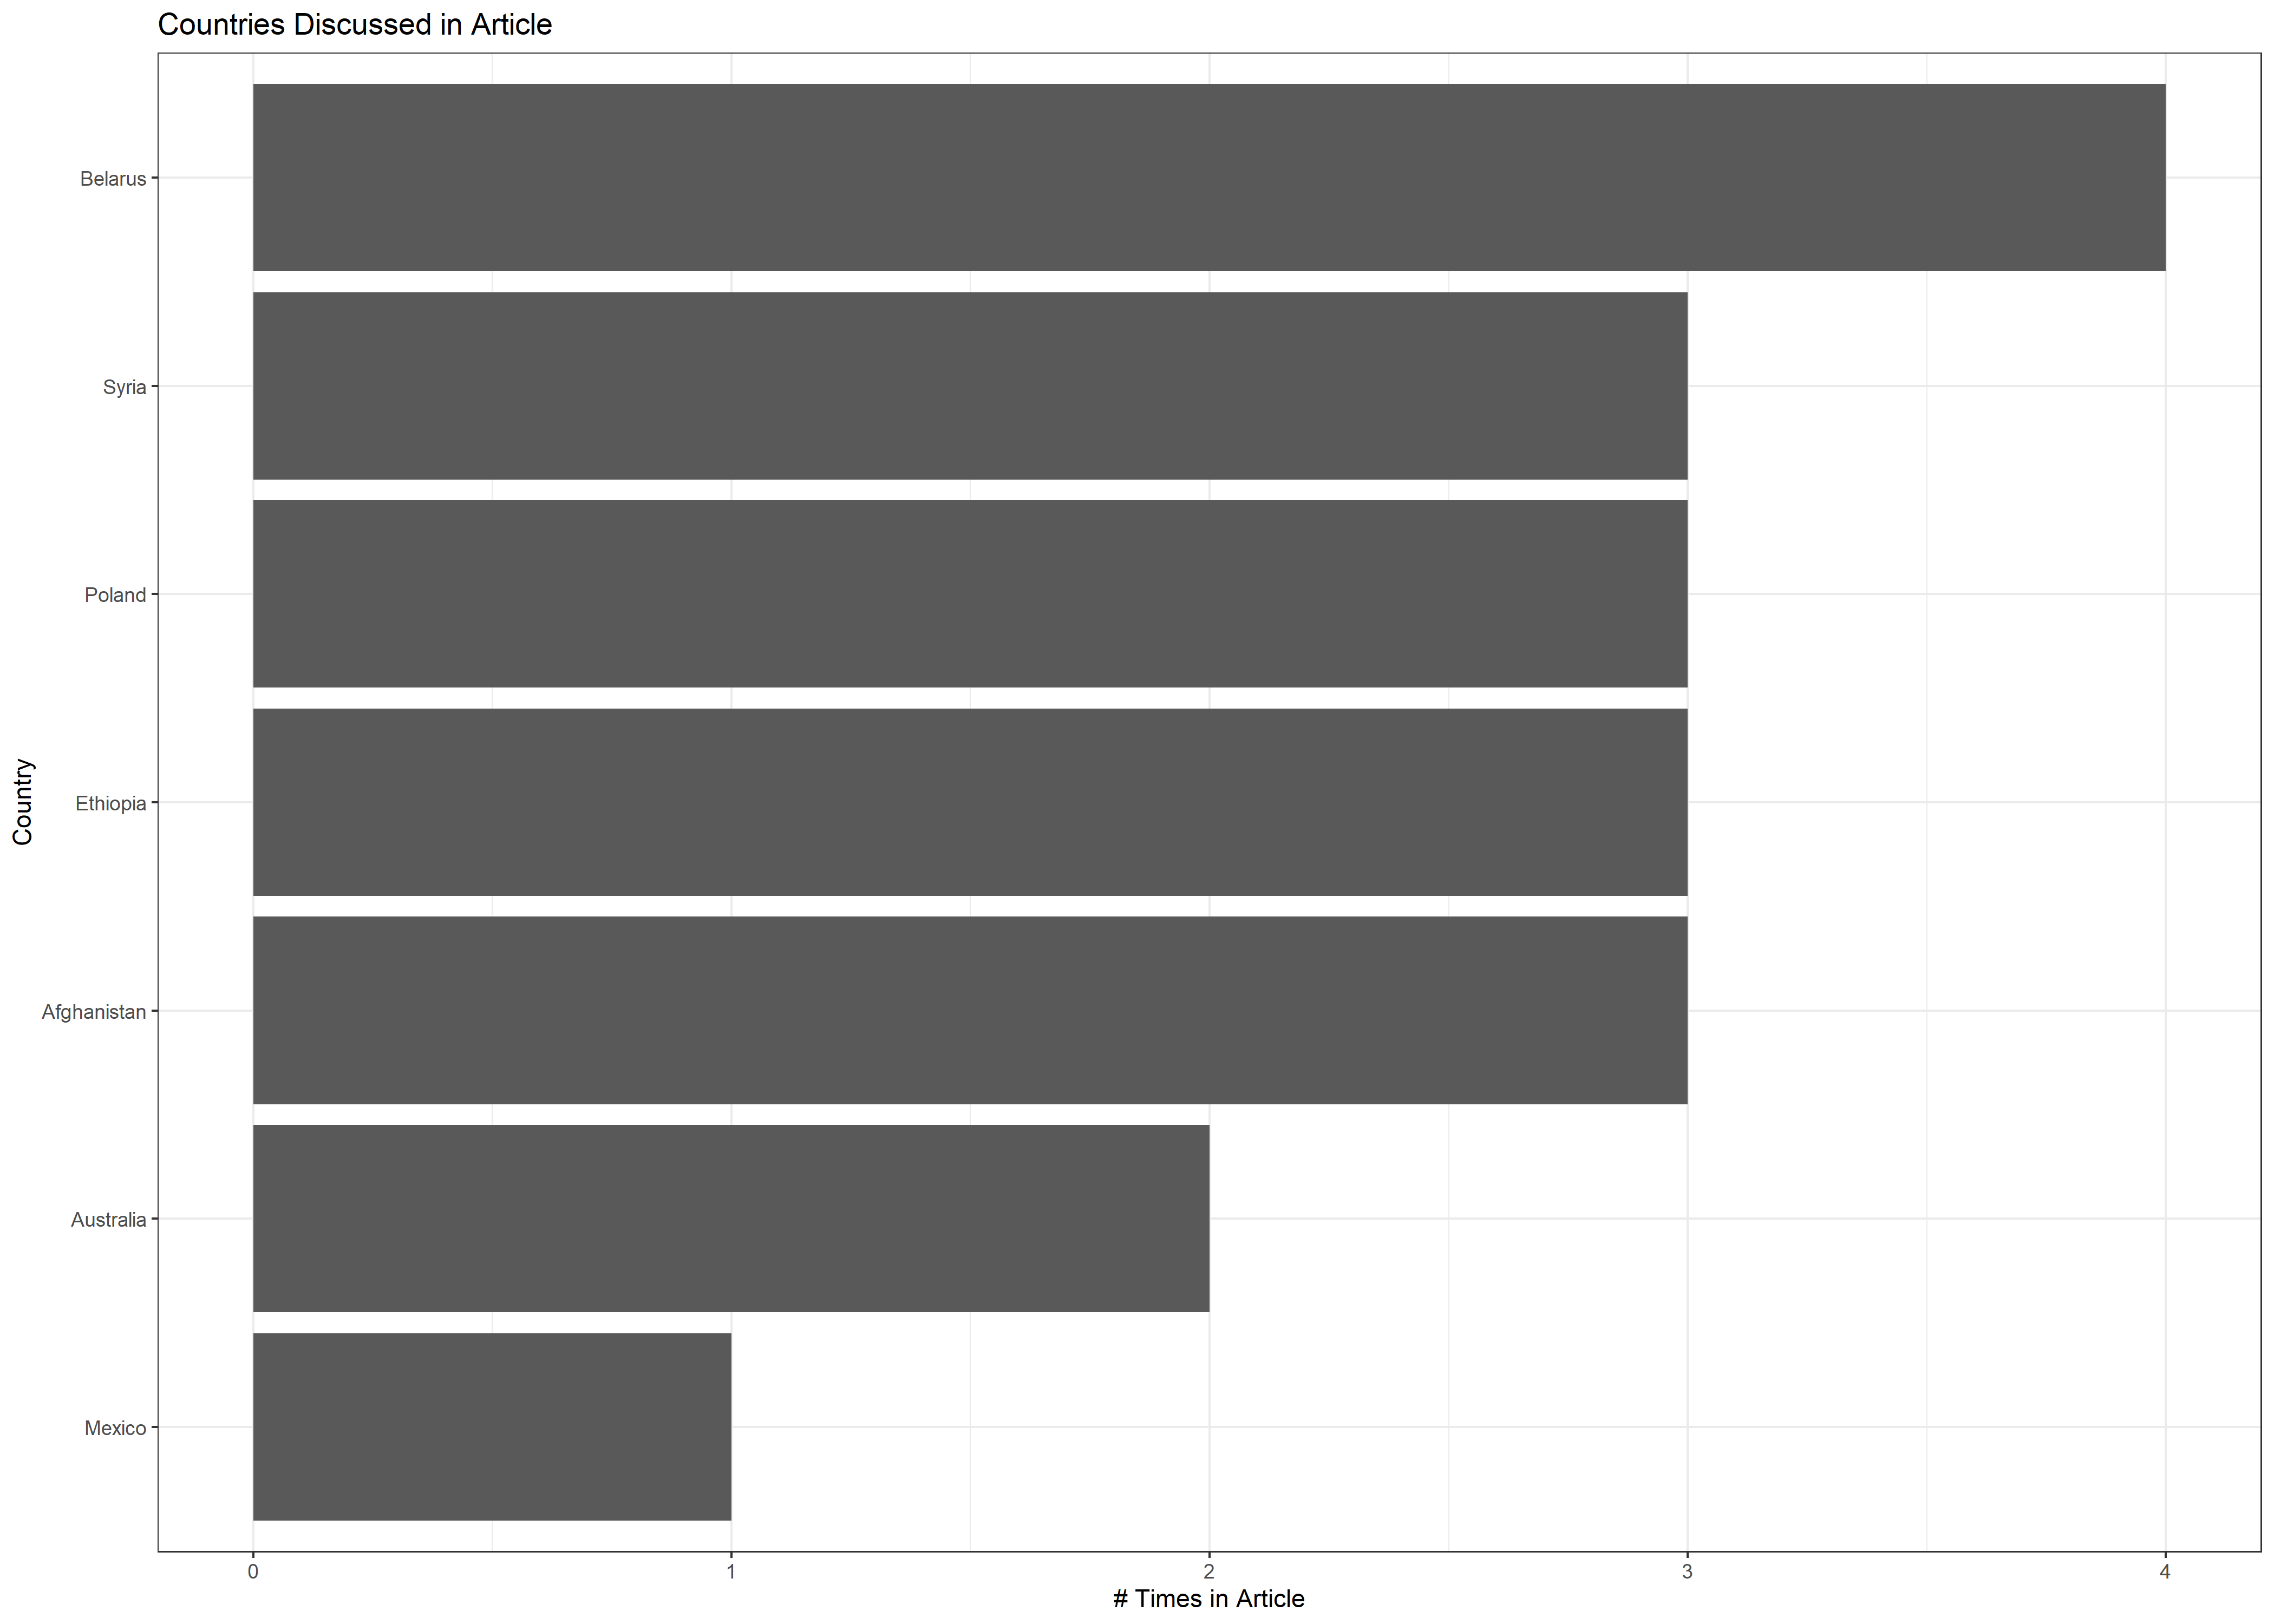 Countries Discussed in Article
Country
Belarus
Syria
Poland
Ethiopia
Afghanistan
Australia
Mexico
0 1 2 3 4
# Times in Article